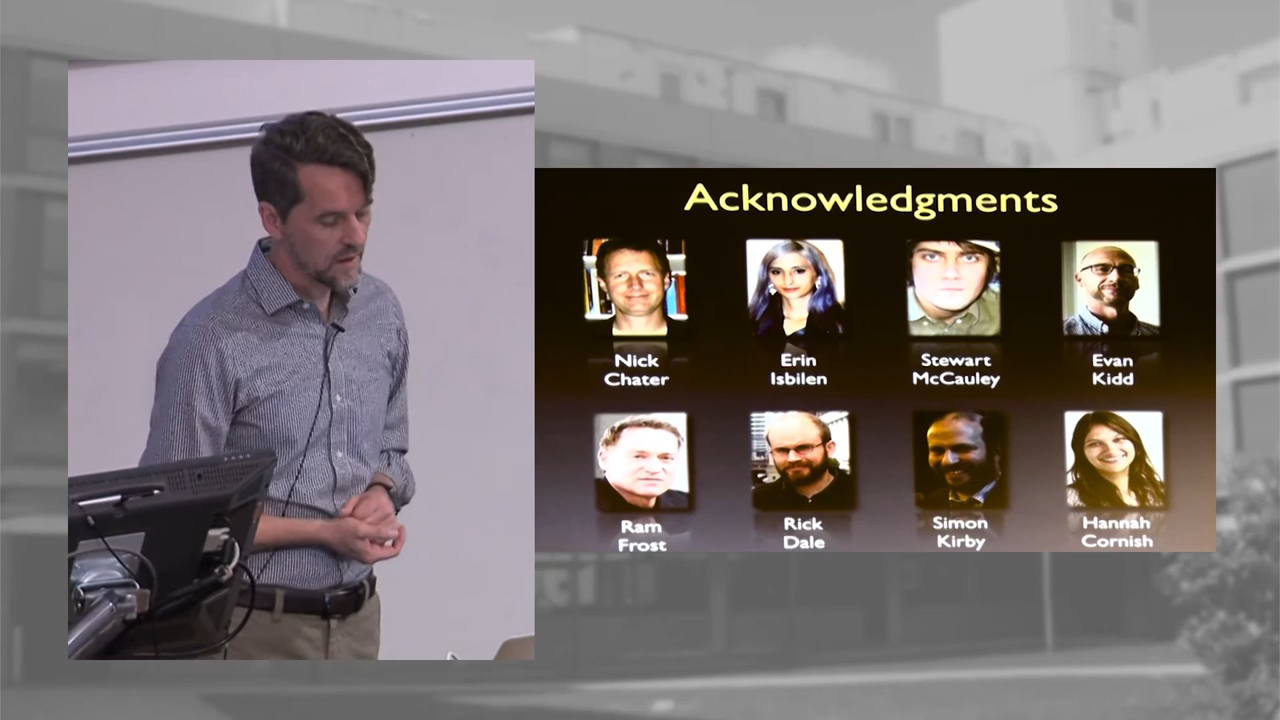 Acknowledgments
Nick
Chater
Erin
Isbilen
Stewart
McCauley
Evan
Kidd
Ram
Frost
Rick
Dale
Simon
Kirby
Hannah
Cornish